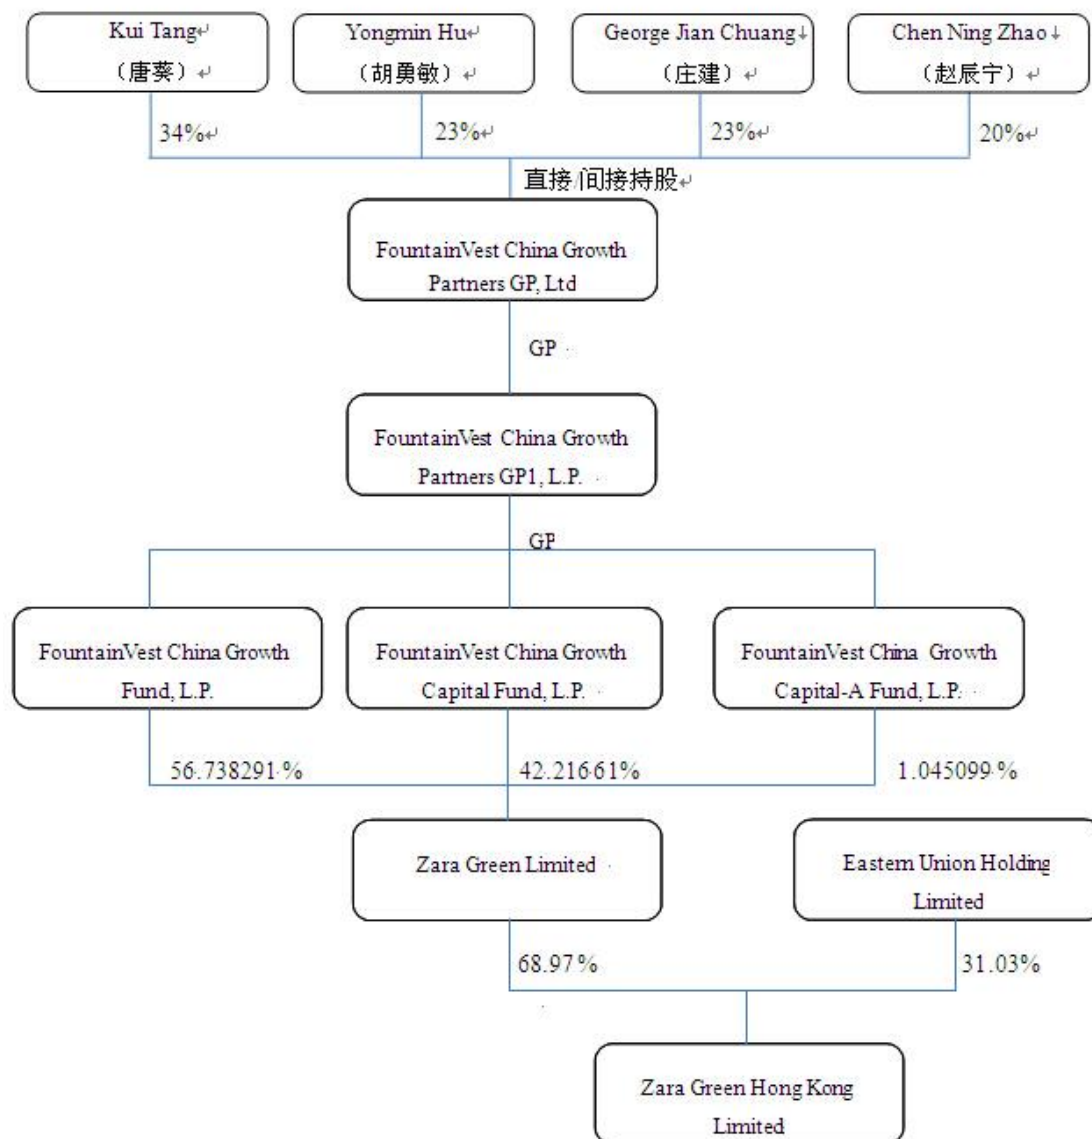 Kui Tang
（唐葵）
Yongmin Hu
（胡勇敏）
George Jian Chuang
（庄建）
Chen Ning Zhao
（赵辰宁）
34%
23%
23%
20%
直接/间接持股
FountainVest China Growth
Partners GP, Ltd
GP
FountainVest China Growth
Partners GP1, L.P.
GP
FountainVest China Growth
Fund, L.P.
FountainVest China Growth
Capital Fund, L.P.
FountainVest China Growth
Capital-A Fund, L.P.
56.738291%
42.21661%
1.045099%
Zara Green Limited
Eastern Union Holding
Limited
68.97%
31.03%
Zara Green Hong Kong
Limited